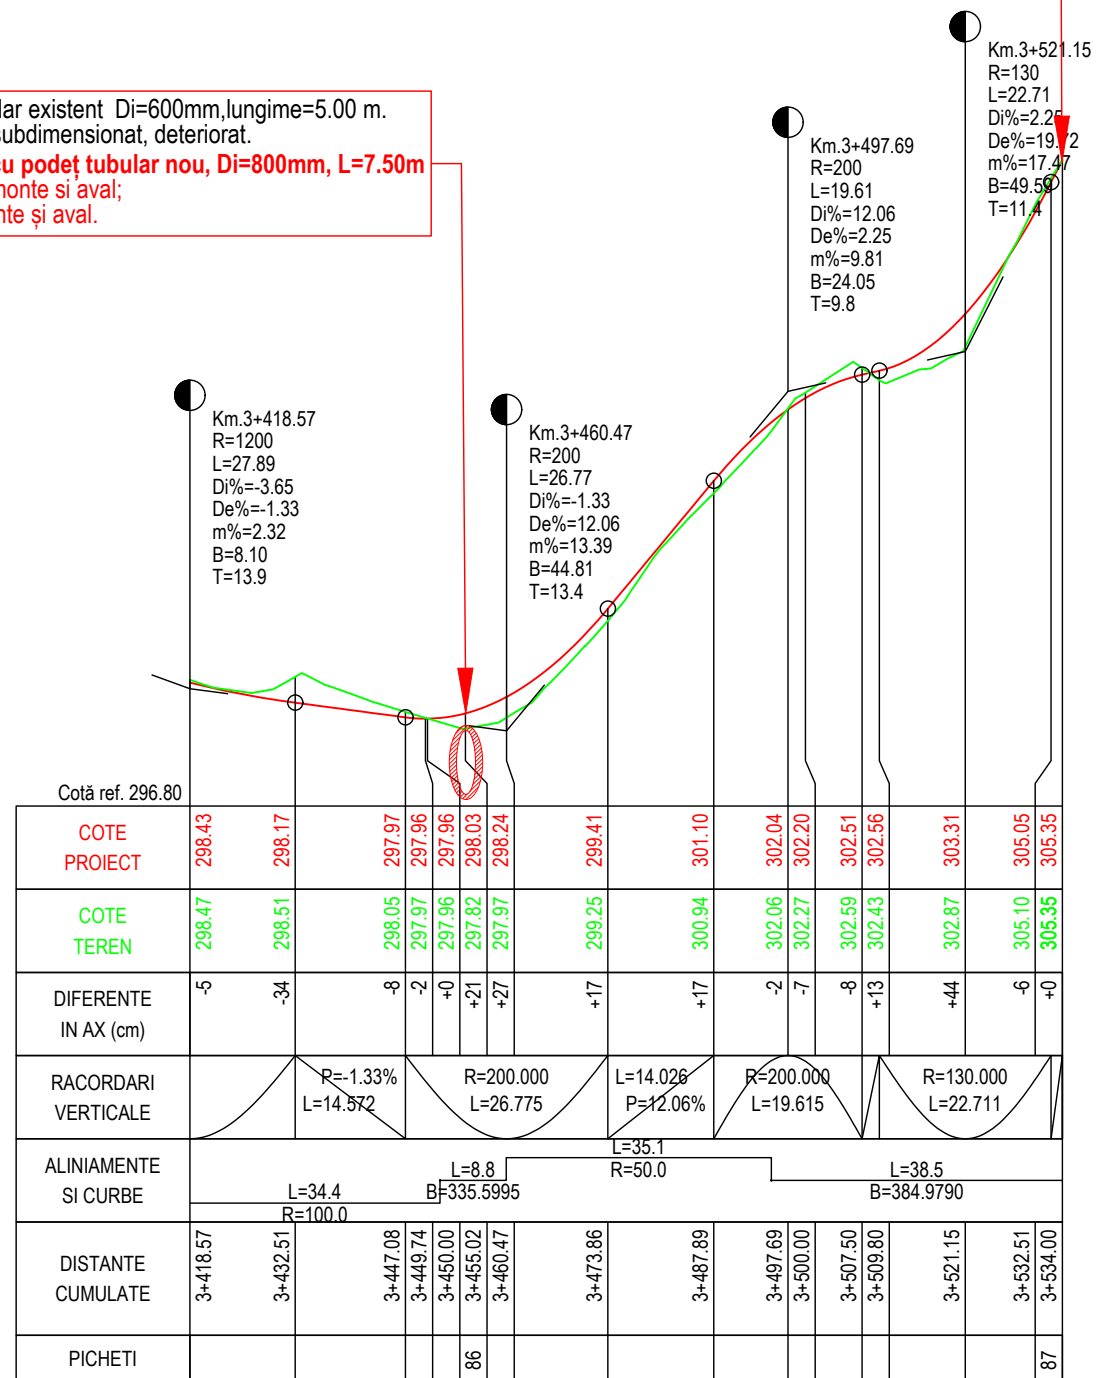 lar existent  Di=600mm,lungime=5.00 m.
subdimensionat, deteriorat.
cu podeț tubular nou, Di=800mm, L=7.50m
monte si aval;
nte și aval.
Km.3+418.57
R=1200
L=27.89
Di%=-3.65
De%=-1.33
m%=2.32
B=8.10
T=13.9
Km.3+460.47
R=200
L=26.77
Di%=-1.33
De%=12.06
m%=13.39
B=44.81
T=13.4
Km.3+497.69
R=200
L=19.61
Di%=12.06
De%=2.25
m%=9.81
B=24.05
T=9.8
Km.3+521.15
R=130
L=22.71
Di%=2.25
De%=19.72
m%=17.47
B=49.59
T=11.4
Cotă ref. 296.80
COTE
PROIECT
298.43
298.17
297.97
297.96
297.96
298.03
298.24
299.41
301.10
302.04
302.20
302.51
302.56
303.31
305.05
305.35
COTE
TEREN
298.47
298.51
298.05
297.97
297.96
297.82
297.97
299.25
300.94
302.06
302.27
302.59
302.43
302.87
305.10
305.35
DIFERENTE
IN AX (cm)
-5
-34
-8
-2
+0
+21
+27
+17
+17
-2
-7
-8
+13
+44
-6
+0
RACORDARI
VERTICALE
P=-1.33%
L=14.572
R=200.000
L=26.775
L=14.026
P=12.06%
R=200.000
L=19.615
R=130.000
L=22.711
ALINIAMENTE
SI CURBE
L=34.4
R=100.0
L=8.8
B=335.5995
L=35.1
R=50.0
L=38.5
B=384.9790
DISTANTE
CUMULATE
3+418.57
3+432.51
3+447.08
3+449.74
3+450.00
3+455.02
3+460.47
3+473.86
3+487.89
3+497.69
3+500.00
3+507.50
3+509.80
3+521.15
3+532.51
3+534.00
PICHETI
86
87